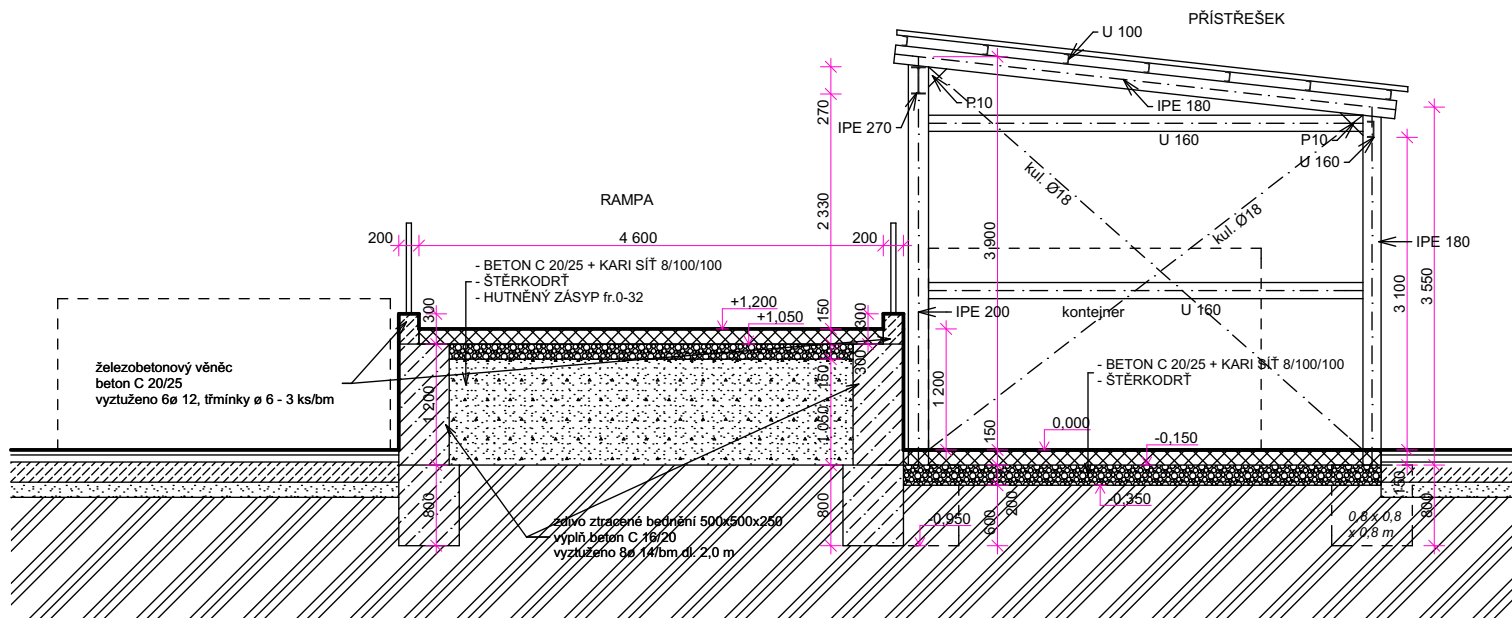 PŘÍSTŘEŠEK
U 100
P10
IPE 180
IPE 270
U 160
P10
U 160
kul. Ø18
kul. Ø18
IPE 180
270
2 330
3 900
3 100
3 550
RAMPA
200
4 600
200
- BETON C 20/25 + KARI SÍŤ 8/100/100
- ŠTĚRKODRŤ
- HUTNĚNÝ ZÁSYP fr.0-32
+1,200
+1,050
300
150
300
IPE 200
kontejner
U 160
železobetonový věněc
beton C 20/25
vyztuženo 6ø 12, třmínky ø 6 - 3 ks/bm
300
150
1 200
1 050
1 200
- BETON C 20/25 + KARI SÍŤ 8/100/100
- ŠTĚRKODRŤ
0,000
-0,150
150
150
800
800
zdivo ztracené bednění 500x500x250
výplň beton C 16/20
vyztuženo 8ø 14/bm dl. 2,0 m
-0,950
600
200
-0,350
0,8 x 0,8
x 0,8 m
800